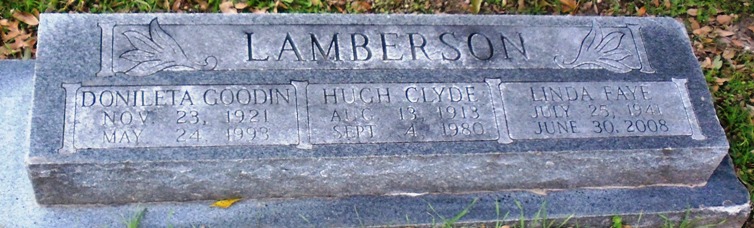 LAMBERSON
DONILETA GOODIN
NOV. 23, 1921
MAY 24 1993
HUGH CLYDE
AUG. 13, 1913
SEPT. 4, 1980
LINDA FAYE
JULY 25, 1941
JUNE 30, 2008